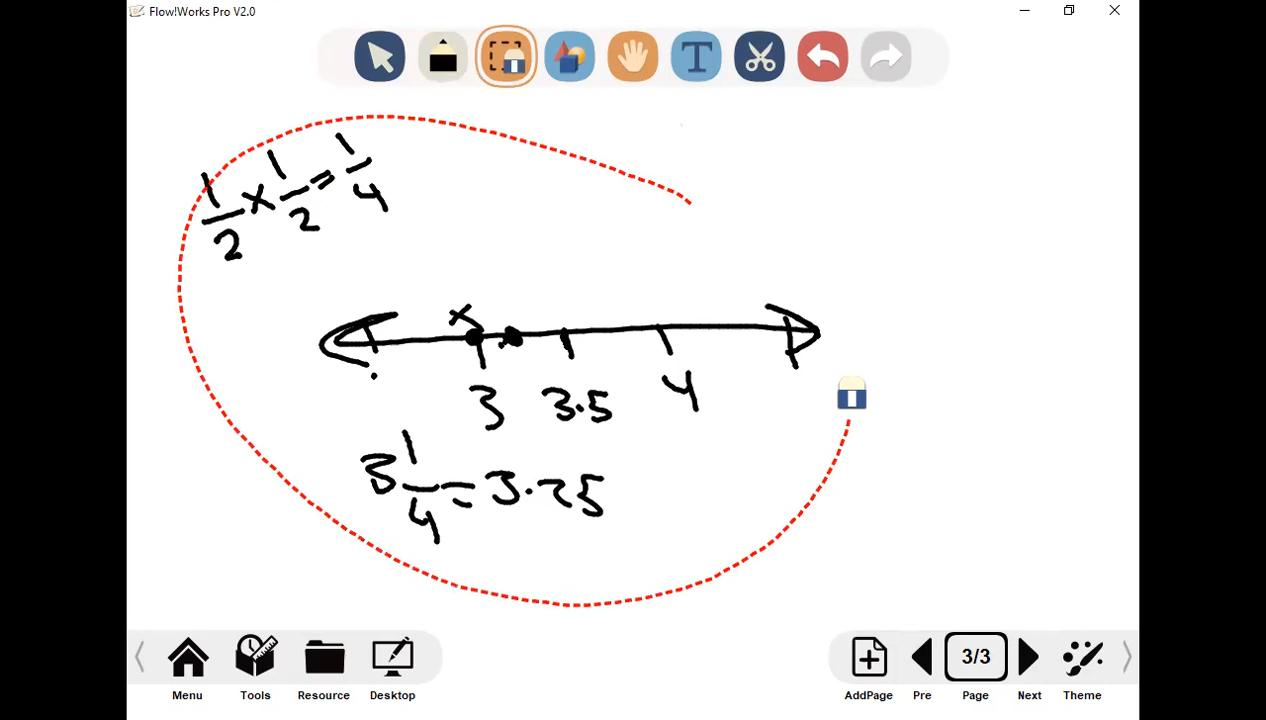 Flow!Works Pro V2.0
T
1/2 × 1/2 = 1/4
x
3 3.5 4
3 1/4 = 3.25
3/3
Menu Tools Resource Desktop AddPage Pre Page Next Theme